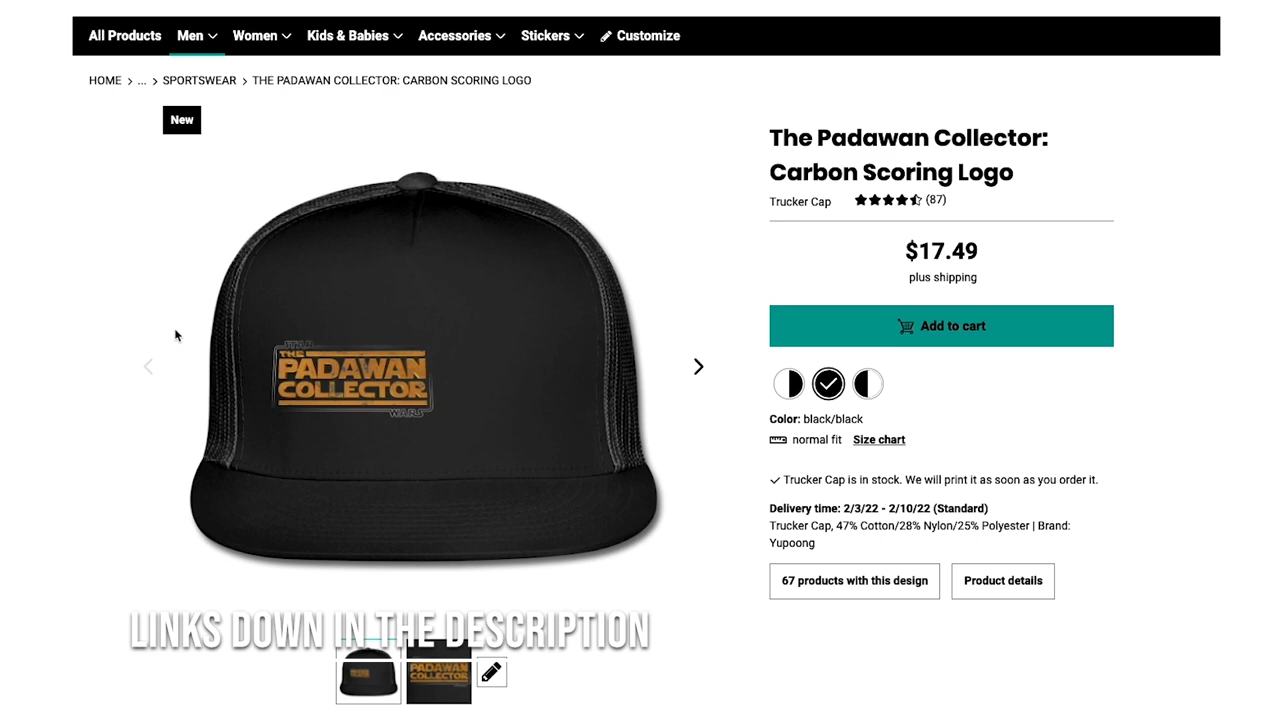 All Products Men Women Kids & Babies Accessories Stickers Customize
HOME > ... > SPORTSWEAR > THE PADAWAN COLLECTOR: CARBON SCORING LOGO
New
STAR
THE
PADAWAN
COLLECTOR
WARS
The Padawan Collector:
Carbon Scoring Logo
Trucker Cap (87)
$17.49
plus shipping
Add to cart
Color: black/black
normal fit Size chart
Trucker Cap is in stock. We will print it as soon as you order it.
Delivery time: 2/3/22 - 2/10/22 (Standard)
Trucker Cap, 47% Cotton/28% Nylon/25% Polyester | Brand:
Yupoong
67 products with this design Product details
LINKS DOWN IN THE DESCRIPTION
PADAWAN
COLLECTOR